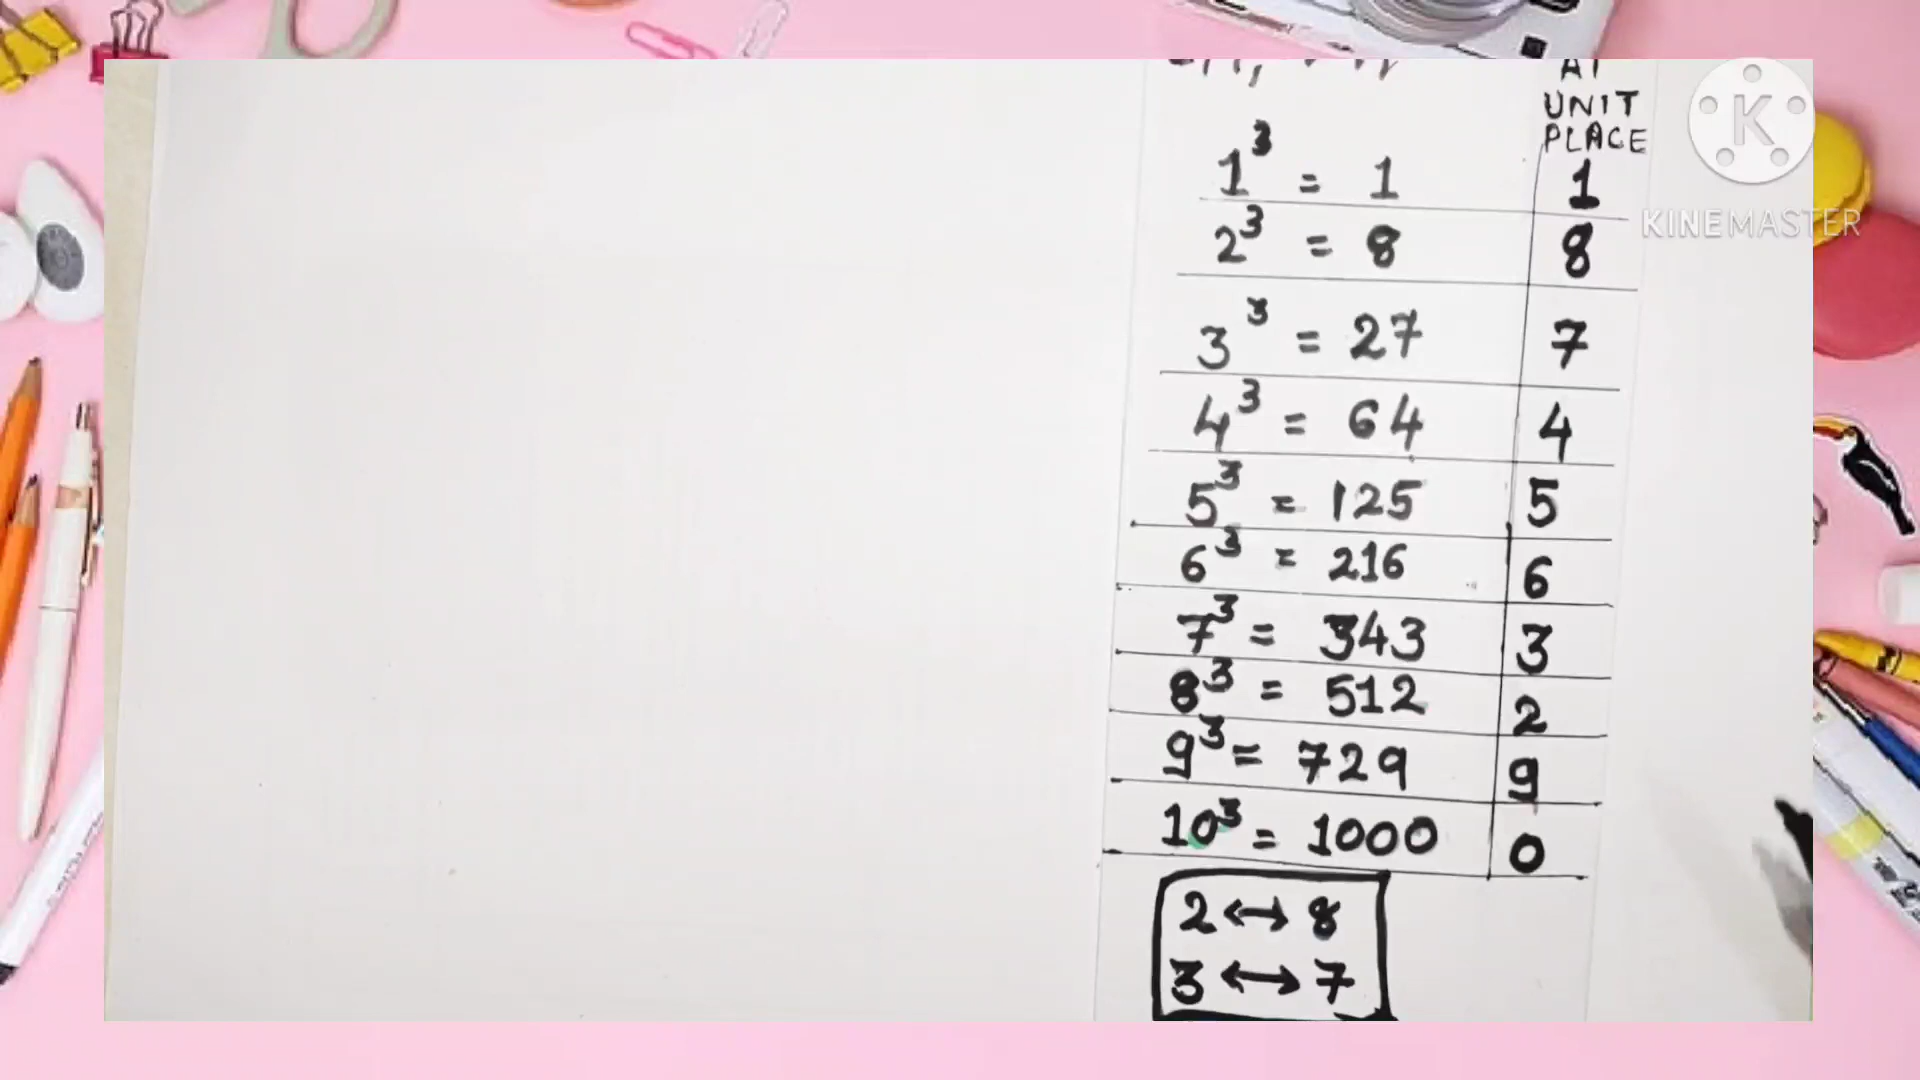 AT
UNIT
PLACE
1³ = 1 1
2³ = 8 8
3³ = 27 7
4³ = 64 4
5³ = 125 5
6³ = 216 6
7³ = 343 3
8³ = 512 2
9³ = 729 9
10³ = 1000 0
2 ↔ 8
3 ↔ 7
K
KINEMASTER